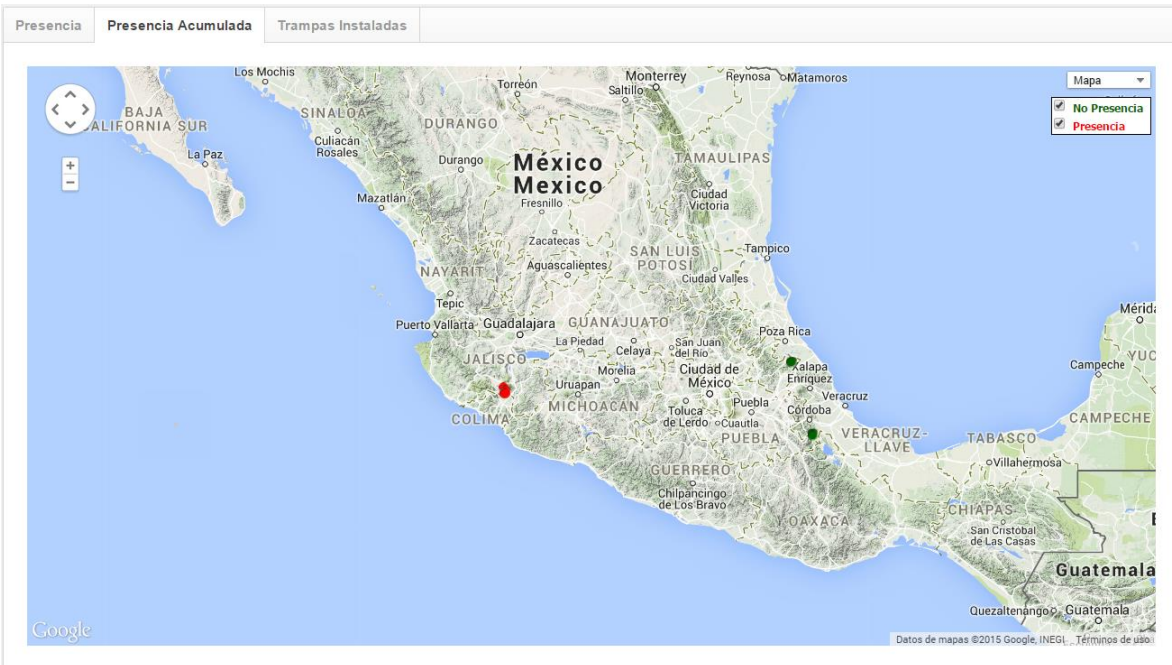 Presencia
Presencia Acumulada
Trampas Instaladas
Mapa
No Presencia
Presencia
Los Mochis
Torreón
Monterrey
Saltillo
Reynosa
Matamoros
BAJA
CALIFORNIA SUR
SINALOA
DURANGO
Culiacán
Rosales
La Paz
Durango
México
Mexico
TAMAULIPAS
Mazatlán
Fresnillo
Ciudad
Victoria
Zacatecas
SAN LUIS
POTOSÍ
Tampico
NAYARIT
Aguascalientes
Ciudad Valles
Tepic
Mérida
Puerto Vallarta
Guadalajara
GUANAJUATO
Poza Rica
La Piedad
Celaya
San Juan
del Río
JALISCO
Morelia
Ciudad de
México
Xalapa
Enríquez
Campeche
YUC
Uruapan
MICHOACÁN
Toluca
de Lerdo
Puebla
Veracruz
Córdoba
COLIMA
Cuautla
PUEBLA
VERACRUZ-
LLAVE
TABASCO
CAMPECHE
GUERRERO
Villahermosa
Chilpancingo
de Los Bravo
OAXACA
CHIAPAS
San Cristobal
de Las Casas
Guatemala
Quezaltenango
Guatemala
Google
Datos de mapas ©2015 Google, INEGI
Términos de uso